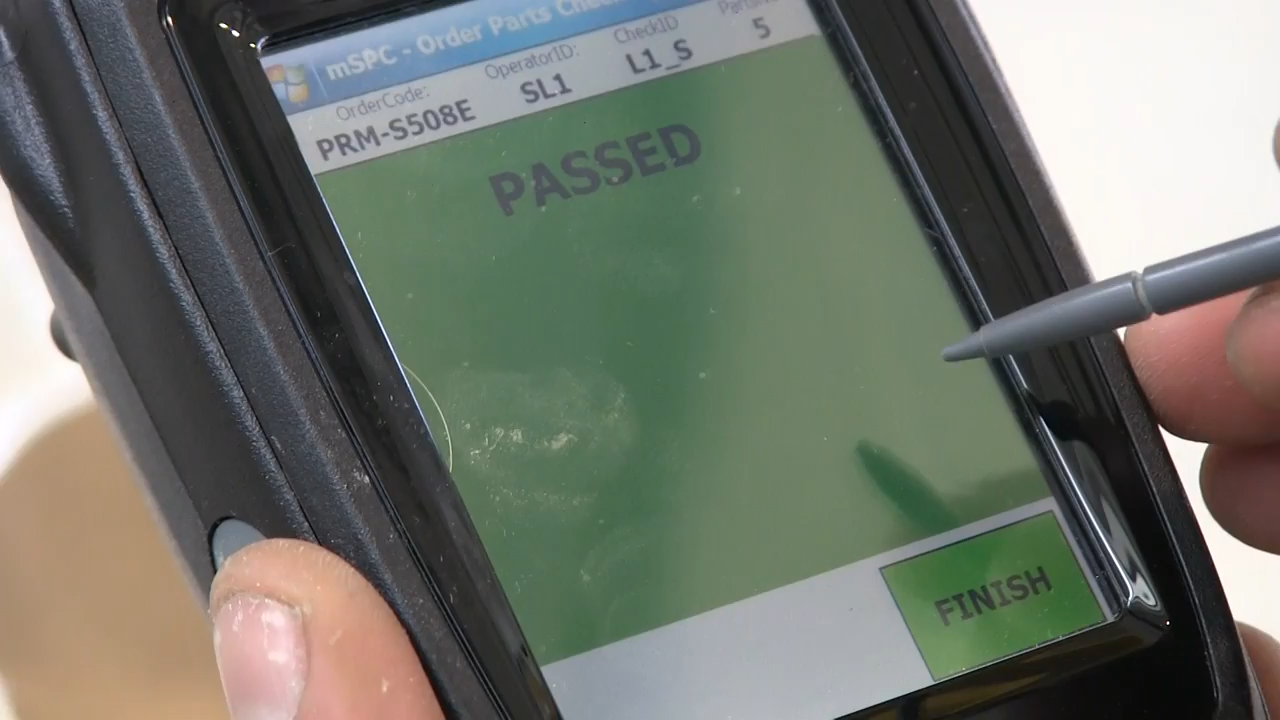 mSPC - Order Parts Check
OrderCode: OperatorID: CheckID
PRM-S508E SL1 L1_S 5
PASSED
FINISH